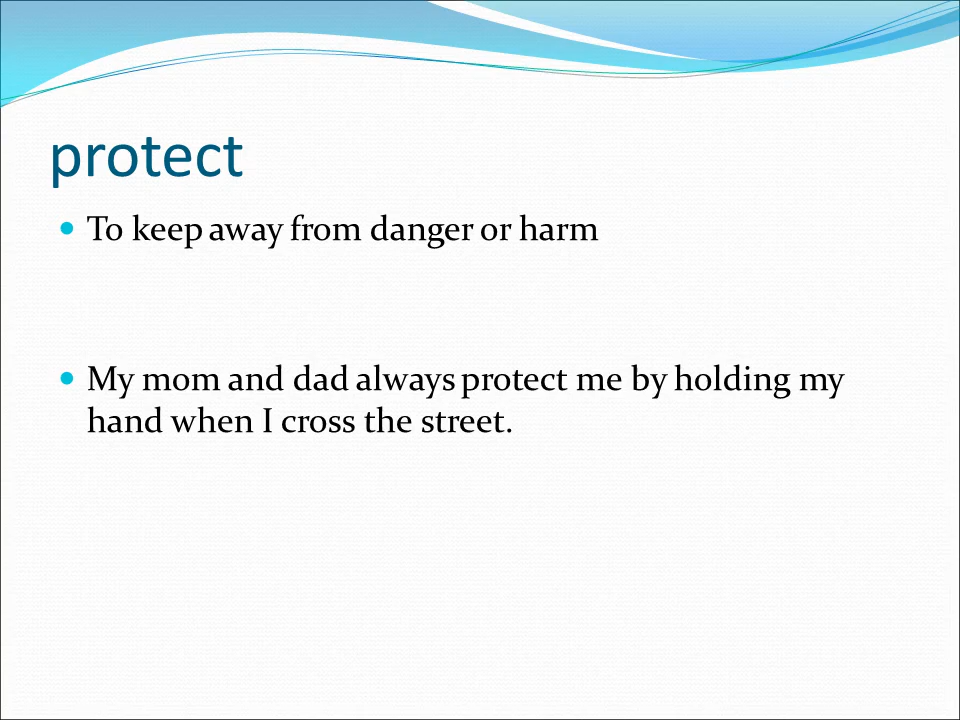 protect
To keep away from danger or harm
My mom and dad always protect me by holding my
hand when I cross the street.